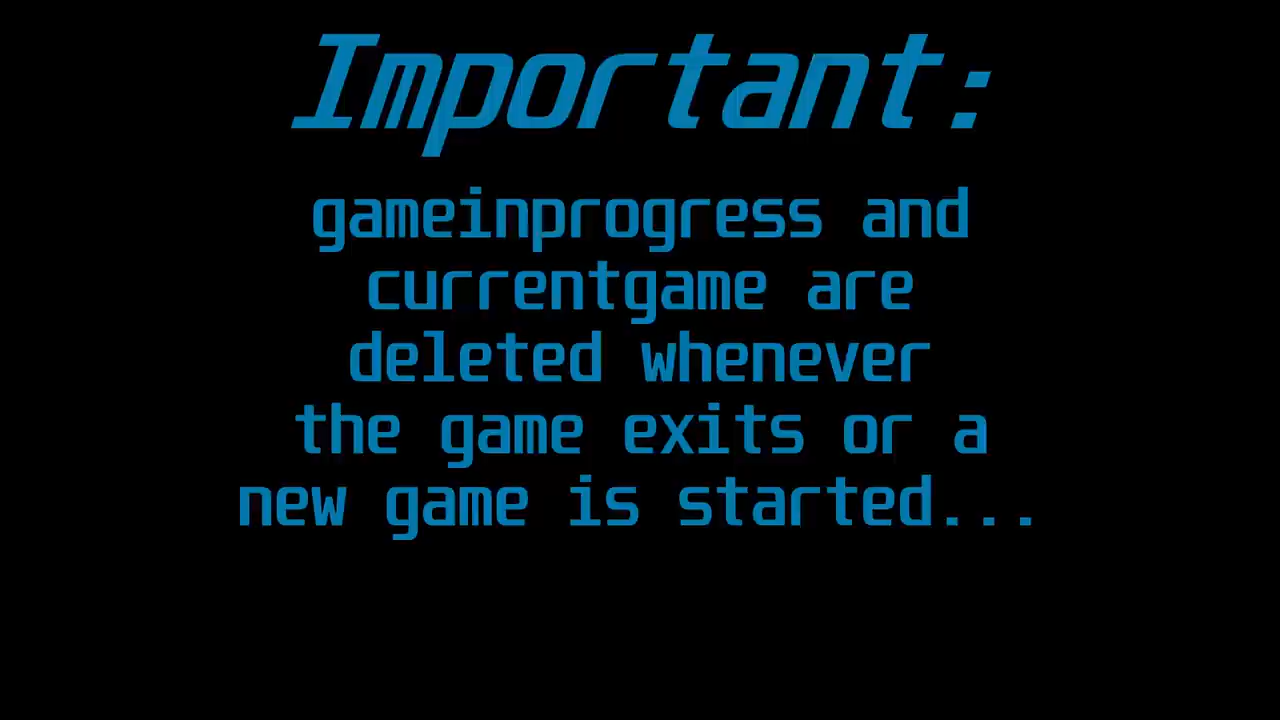 Important:
gameinprogress and
currentgame are
deleted whenever
the game exits or a
new game is started...